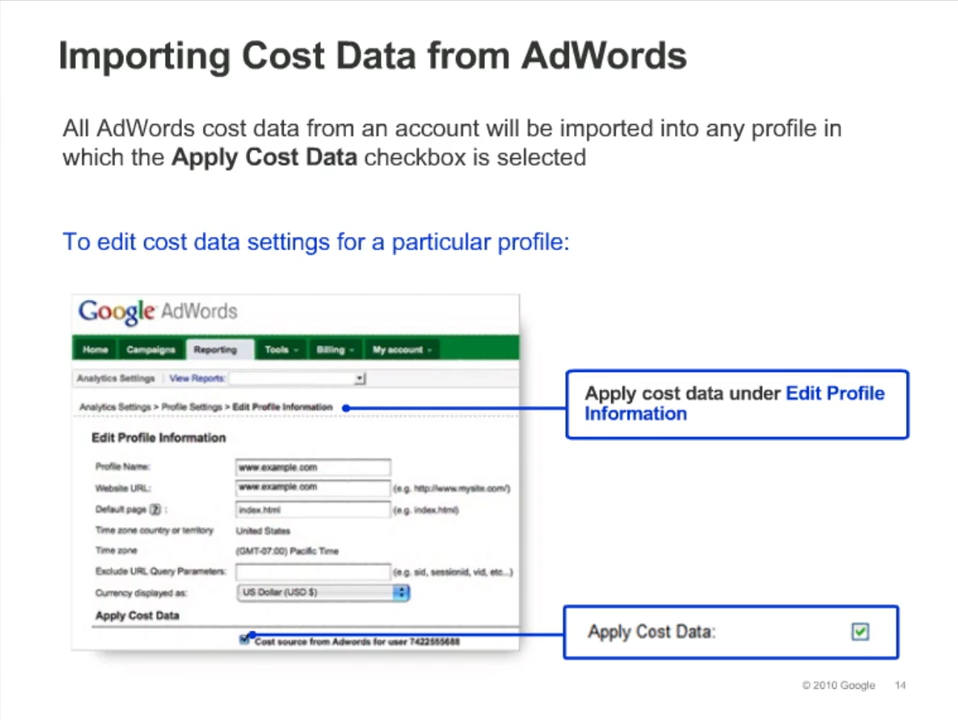 Importing Cost Data from AdWords
All AdWords cost data from an account will be imported into any profile in
which the Apply Cost Data checkbox is selected
To edit cost data settings for a particular profile:
Google AdWords
Home Campaigns Reporting Tools Billing My account
Analytics Settings View Reports:
Analytics Settings > Profile Settings > Edit Profile Information
Apply cost data under Edit Profile
Information
Edit Profile Information
Profile Name: www.example.com
Website URL: www.example.com (e.g. http://www.mysite.com/)
Default page [?] : index.html (e.g. index.html)
Time zone country or territory United States
Time zone (GMT-07:00) Pacific Time
Exclude URL Query Parameters: (e.g. sid, sessionid, vid, etc...)
Currency displayed as: US Dollar (USD $)
Apply Cost Data
Cost source from Adwords for user 7422555688
Apply Cost Data:
© 2010 Google 14